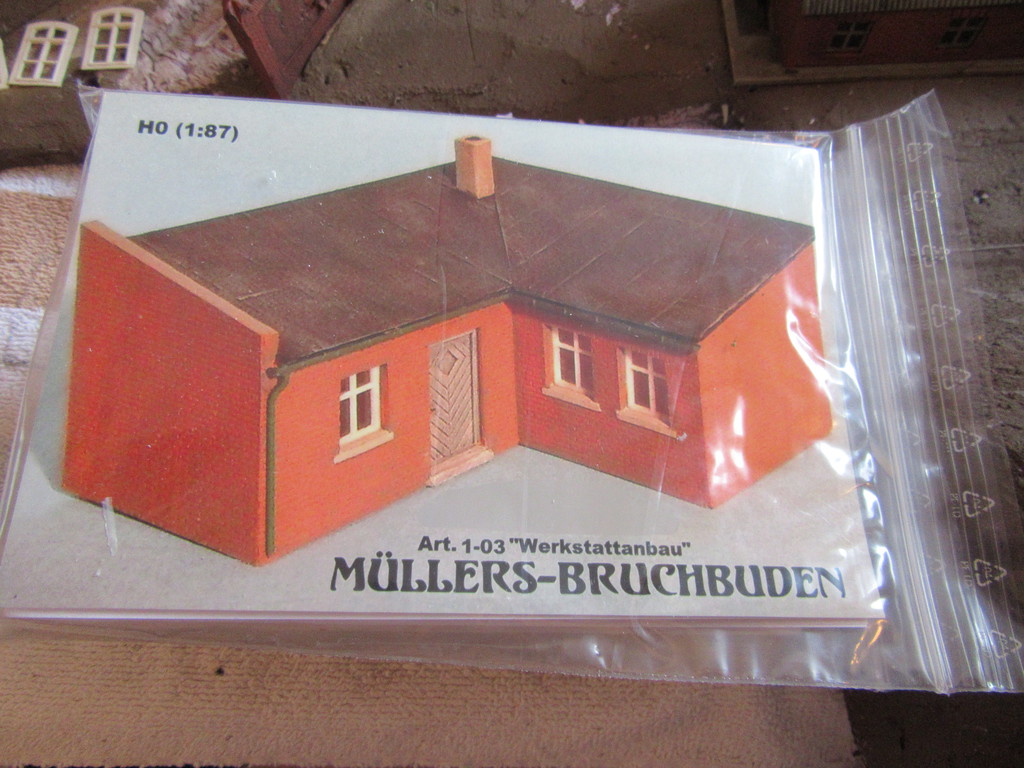 H0 (1:87)
Art. 1-03 "Werkstattanbau"
MÜLLERS-BRUCHBUDEN